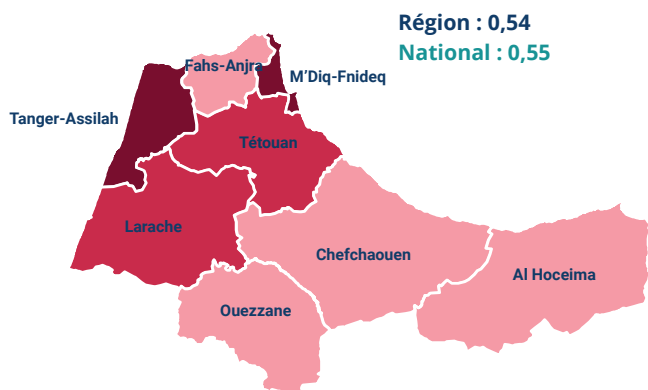 Région : 0,54
National : 0,55
Fahs-Anjra
M’Diq-Fnideq
Tanger-Assilah
Tétouan
Larache
Chefchaouen
Al Hoceima
Ouezzane